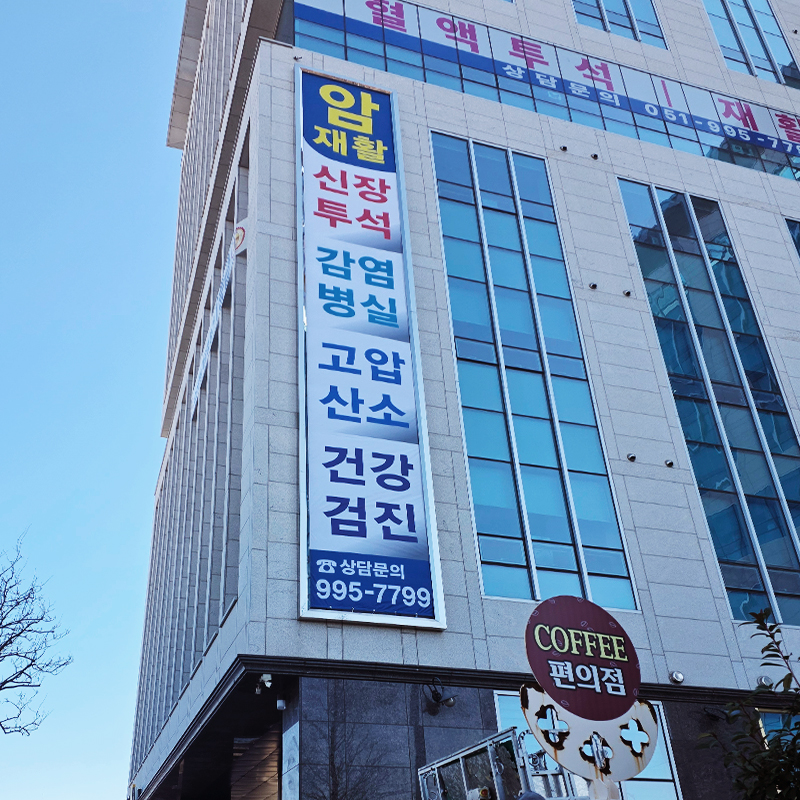 혈액투석 | 재활
상담문의 051-995-779
암
재활
신장
투석
감염
병실
고압
산소
건강
검진
☎상담문의
995-7799
COFFEE
편의점